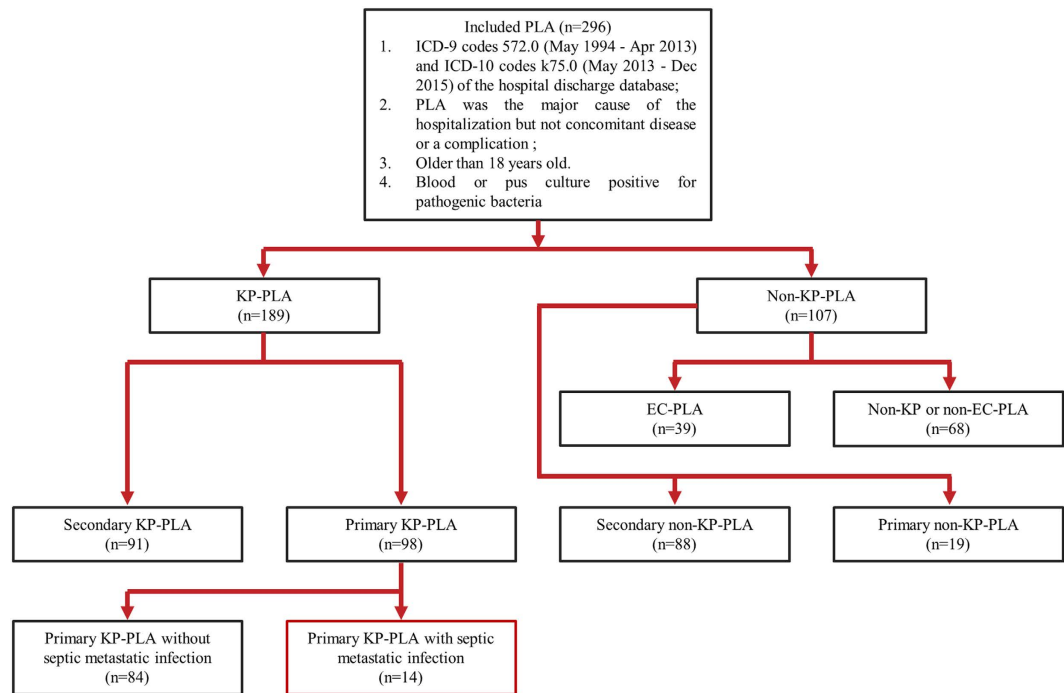 Included PLA (n=296)
1. ICD-9 codes 572.0 (May 1994 - Apr 2013)
and ICD-10 codes k75.0 (May 2013 - Dec
2015) of the hospital discharge database;
2. PLA was the major cause of the
hospitalization but not concomitant disease
or a complication ;
3. Older than 18 years old.
4. Blood or pus culture positive for
pathogenic bacteria
KP-PLA
(n=189)
Non-KP-PLA
(n=107)
EC-PLA
(n=39)
Non-KP or non-EC-PLA
(n=68)
Secondary KP-PLA
(n=91)
Primary KP-PLA
(n=98)
Secondary non-KP-PLA
(n=88)
Primary non-KP-PLA
(n=19)
Primary KP-PLA without
septic metastatic infection
(n=84)
Primary KP-PLA with septic
metastatic infection
(n=14)